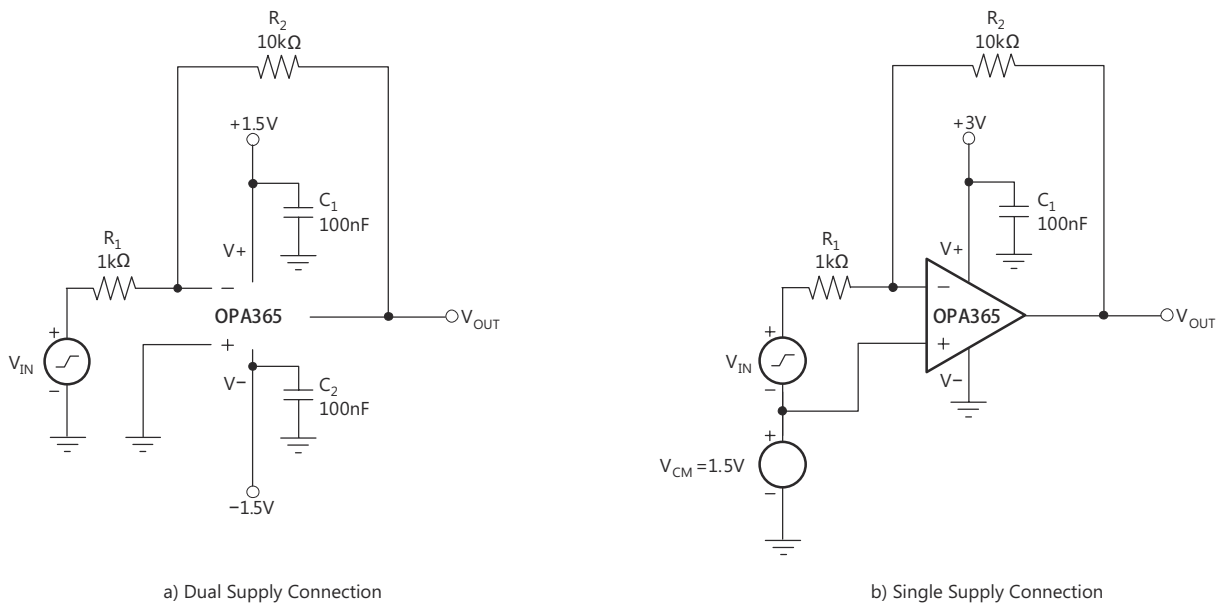 R2
10kΩ
+1.5V
C1
100nF
V+
R1
1kΩ
−
OPA365
+
VOUT
+
VIN
−
V−
C2
100nF
−1.5V
a) Dual Supply Connection
R2
10kΩ
+3V
C1
100nF
V+
R1
1kΩ
−
OPA365
+
VOUT
+
VIN
−
V−
+
VCM =1.5V
−
b) Single Supply Connection